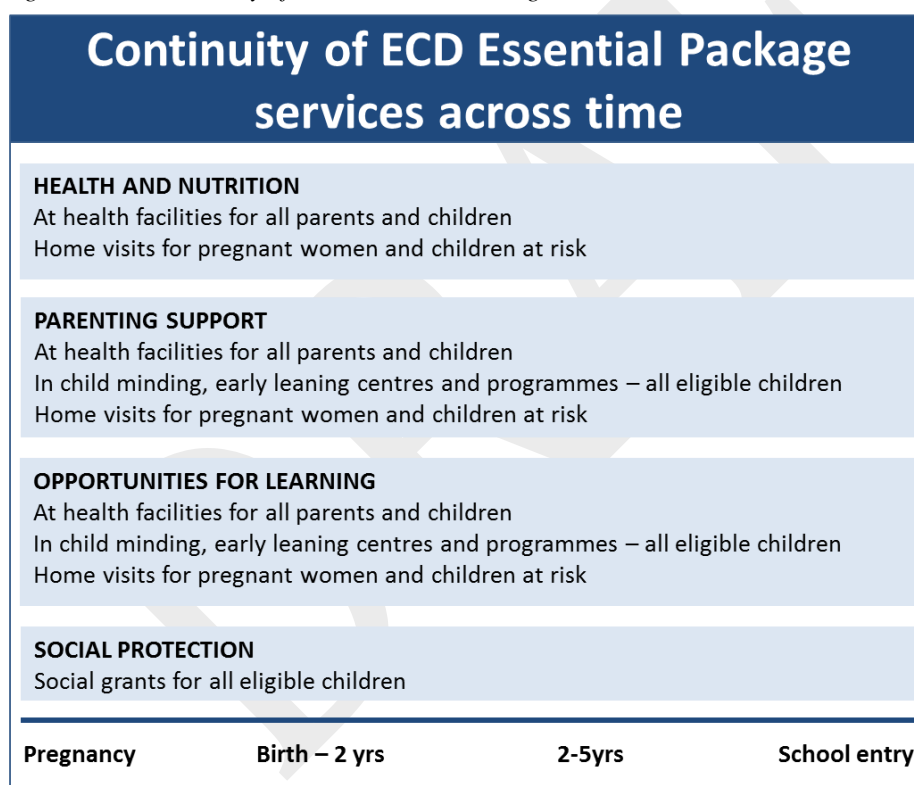 Continuity of ECD Essential Package
services across time
HEALTH AND NUTRITION
At health facilities for all parents and children
Home visits for pregnant women and children at risk
PARENTING SUPPORT
At health facilities for all parents and children
In child minding, early leaning centres and programmes – all eligible children
Home visits for pregnant women and children at risk
OPPORTUNITIES FOR LEARNING
At health facilities for all parents and children
In child minding, early leaning centres and programmes – all eligible children
Home visits for pregnant women and children at risk
SOCIAL PROTECTION
Social grants for all eligible children
Pregnancy Birth – 2 yrs 2-5yrs School entry